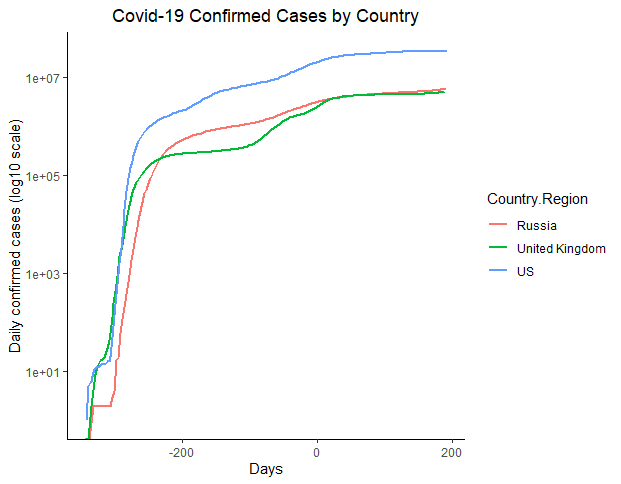 Covid-19 Confirmed Cases by Country
Daily confirmed cases (log10 scale)
1e+07
1e+05
1e+03
1e+01
-200
0
200
Days
Country.Region
Russia
United Kingdom
US